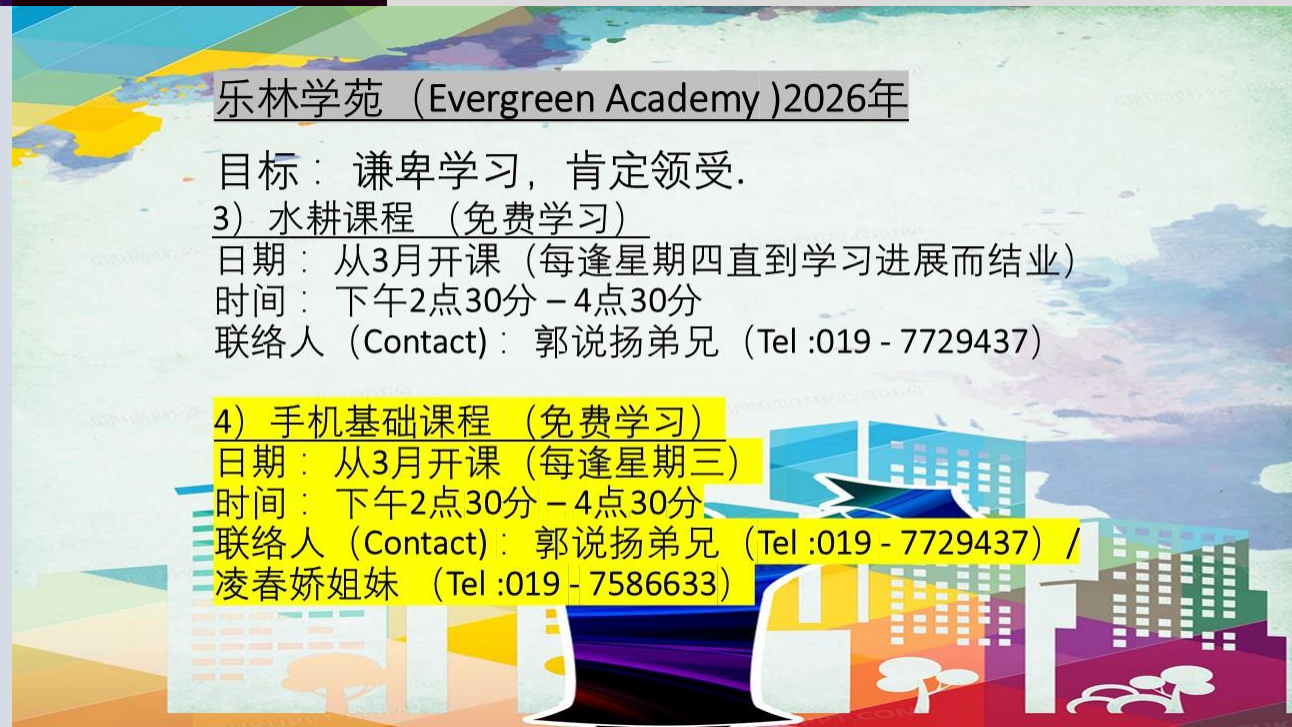 乐林学苑（Evergreen Academy )2026年
目标： 谦卑学习，肯定领受.
3）水耕课程 （免费学习）
日期： 从3月开课（每逢星期四直到学习进展而结业）
时间： 下午2点30分 – 4点30分
联络人（Contact)： 郭说扬弟兄（Tel :019 - 7729437）
4）手机基础课程 （免费学习）
日期： 从3月开课（每逢星期三）
时间： 下午2点30分 – 4点30分
联络人（Contact)： 郭说扬弟兄（Tel :019 - 7729437）/
凌春娇姐妹 （Tel :019 - 7586633）